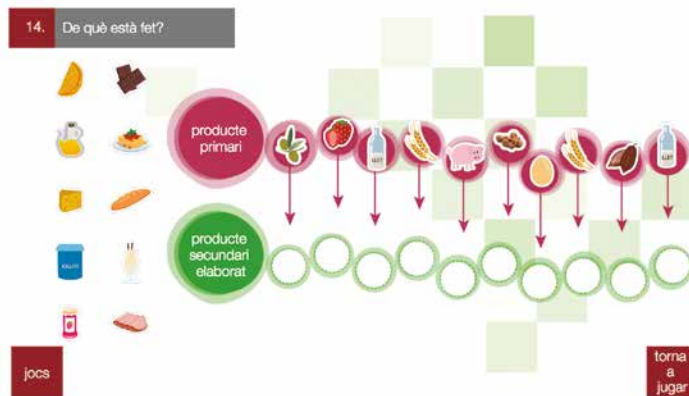 14. De què està fet?
producte
primari
LLET
LLET
producte
secundari
elaborat
jocs
torna
a
jugar